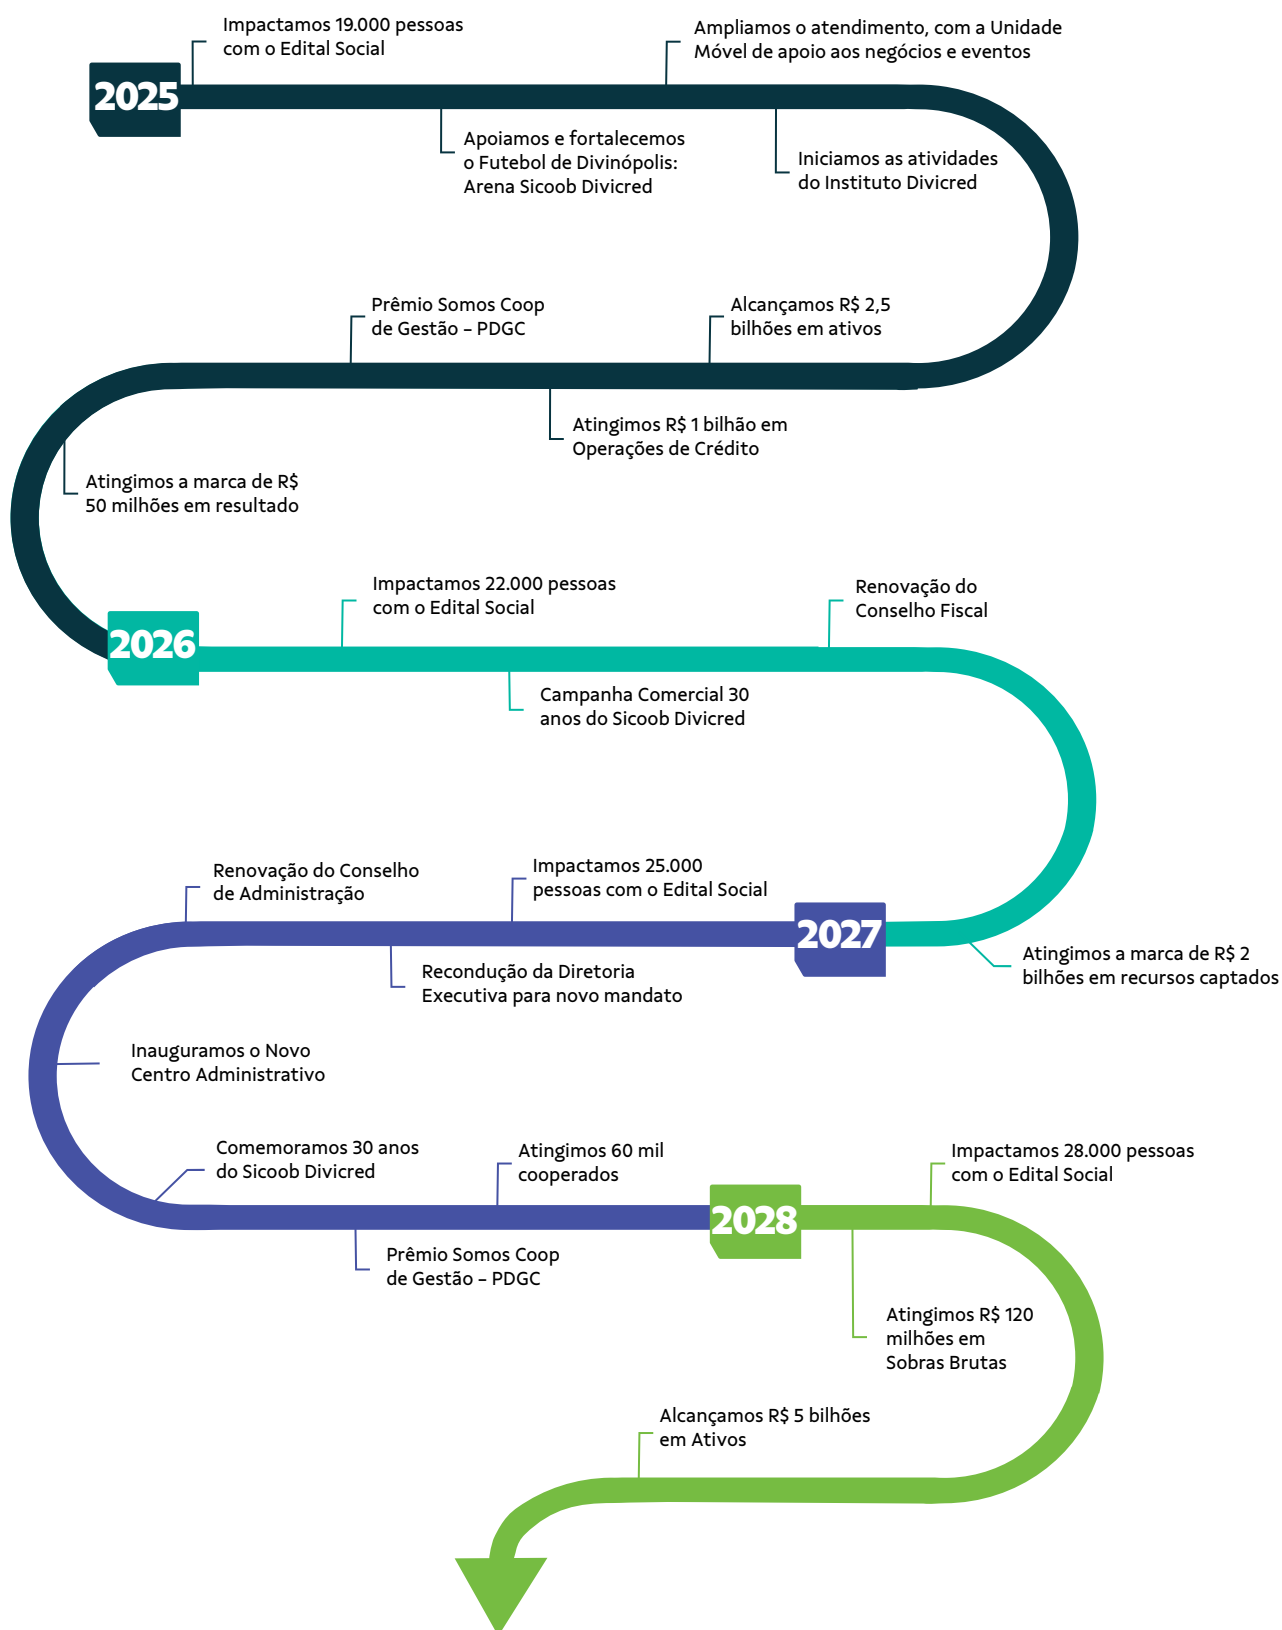 2025
Impactamos 19.000 pessoas
com o Edital Social
Apoiamos e fortalecemos
o Futebol de Divinópolis:
Arena Sicoob Divicred
Ampliamos o atendimento, com a Unidade
Móvel de apoio aos negócios e eventos
Iniciamos as atividades
do Instituto Divicred
Alcançamos R$ 2,5
bilhões em ativos
Atingimos R$ 1 bilhão em
Operações de Crédito
Prêmio Somos Coop
de Gestão – PDGC
Atingimos a marca de R$
50 milhões em resultado
2026
Impactamos 22.000 pessoas
com o Edital Social
Campanha Comercial 30
anos do Sicoob Divicred
Renovação do
Conselho Fiscal
Atingimos a marca de R$ 2
bilhões em recursos captados
2027
Impactamos 25.000
pessoas com o Edital Social
Recondução da Diretoria
Executiva para novo mandato
Renovação do Conselho
de Administração
Inauguramos o Novo
Centro Administrativo
Comemoramos 30 anos
do Sicoob Divicred
Prêmio Somos Coop
de Gestão – PDGC
Atingimos 60 mil
cooperados
2028
Atingimos R$ 120
milhões em
Sobras Brutas
Impactamos 28.000 pessoas
com o Edital Social
Alcançamos R$ 5 bilhões
em Ativos